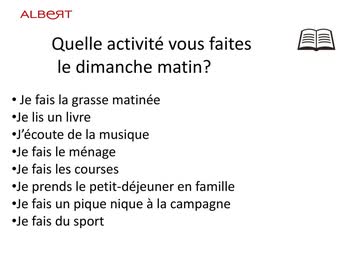 ALBERT
Quelle activité vous faites
le dimanche matin?
• Je fais la grasse matinée
•Je lis un livre
•J'écoute de la musique
•Je fais le ménage
•Je fais les courses
•Je prends le petit-déjeuner en famille
•Je fais un pique nique à la campagne
•Je fais du sport